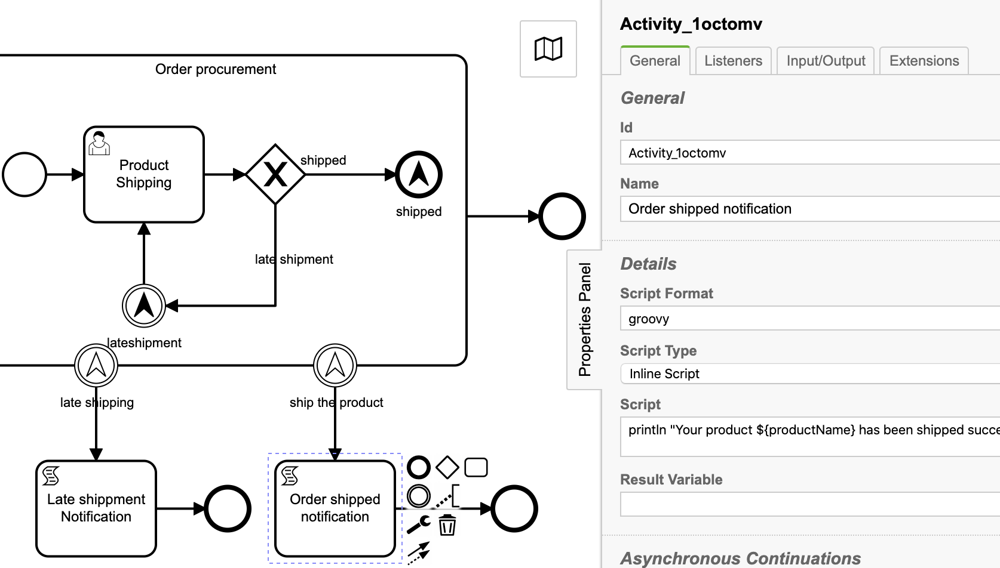 Order procurement
Product
Shipping
shipped
shipped
late shipment
lateshipment
late shipping
ship the product
Late shippment
Notification
Order shipped
notification
Properties Panel
Activity_1octomv
General
Listeners
Input/Output
Extensions
General
Id
Activity_1octomv
Name
Order shipped notification
Details
Script Format
groovy
Script Type
Inline Script
Script
println "Your product ${productName} has been shipped succe
Result Variable
Asynchronous Continuations